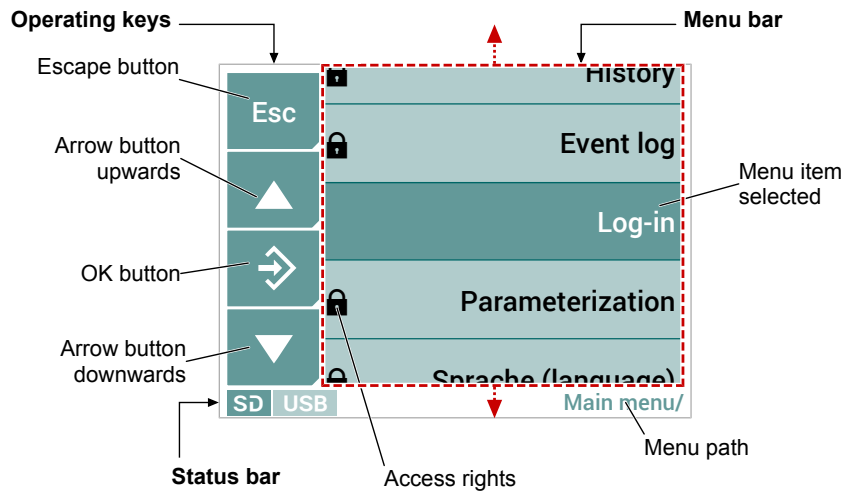 Operating keys
Menu bar
Escape button
Esc
History
Arrow button
upwards
Event log
Menu item
selected
Log-in
OK button
Parameterization
Arrow button
downwards
Sprache (language)
SD USB
Main menu/
Menu path
Status bar
Access rights